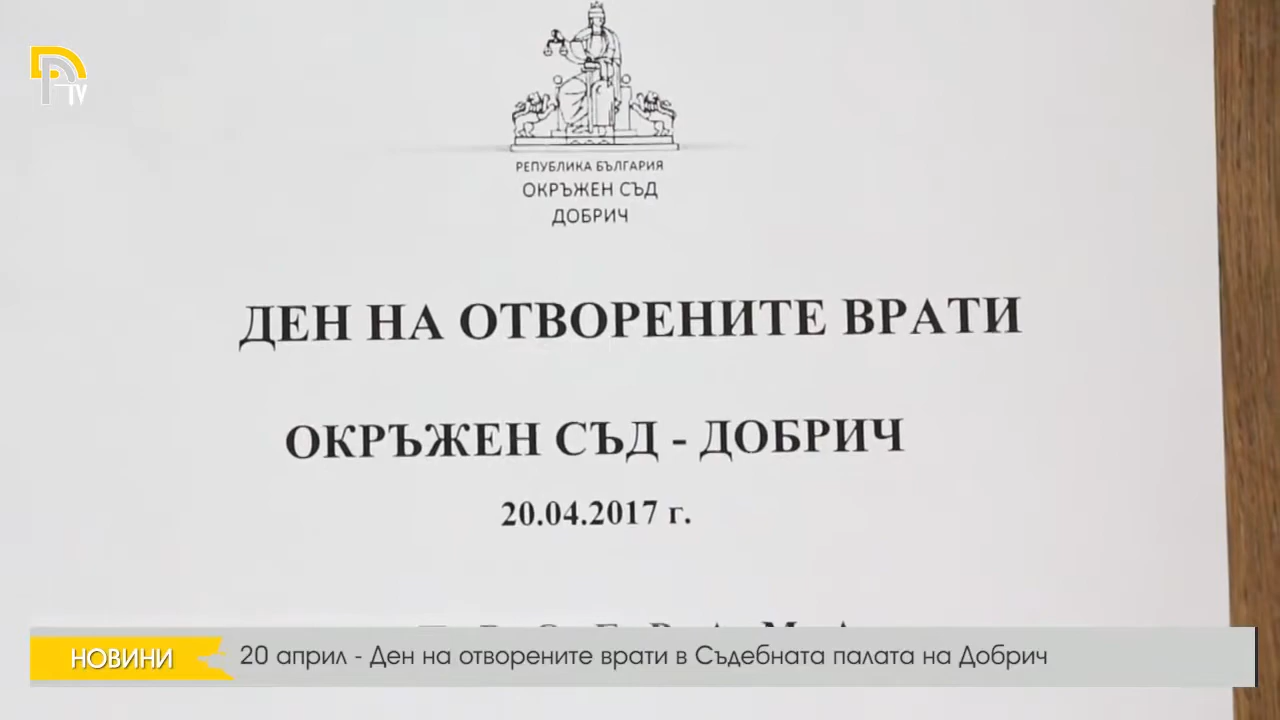 TV
РЕПУБЛИКА БЪЛГАРИЯ
ОКРЪЖЕН СЪД
ДОБРИЧ
ДЕН НА ОТВОРЕНИТЕ ВРАТИ
ОКРЪЖЕН СЪД - ДОБРИЧ
20.04.2017 г.
НОВИНИ
20 април - Ден на отворените врати в Съдебната палата на Добрич